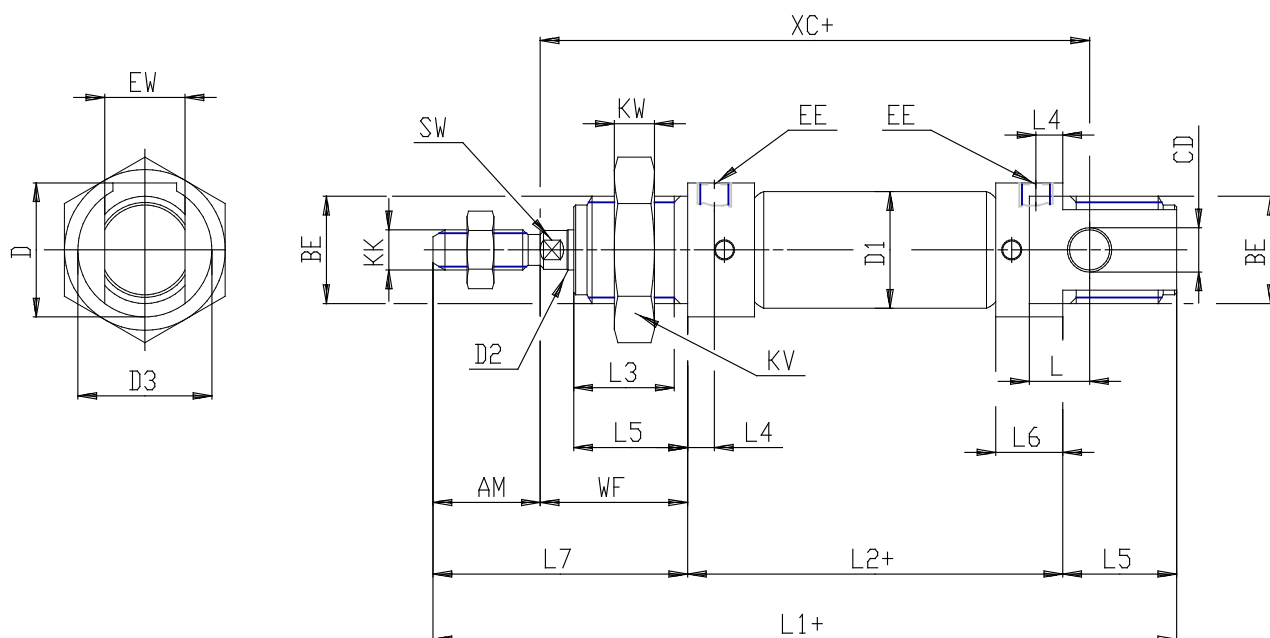 XC+
EW
KW
EE
EE
L4
SW
CD
D
BE
KK
D1
BE
D2
KV
D3
L3
L
L5
L4
L6
AM
WF
L7
L2+
L5
L1+